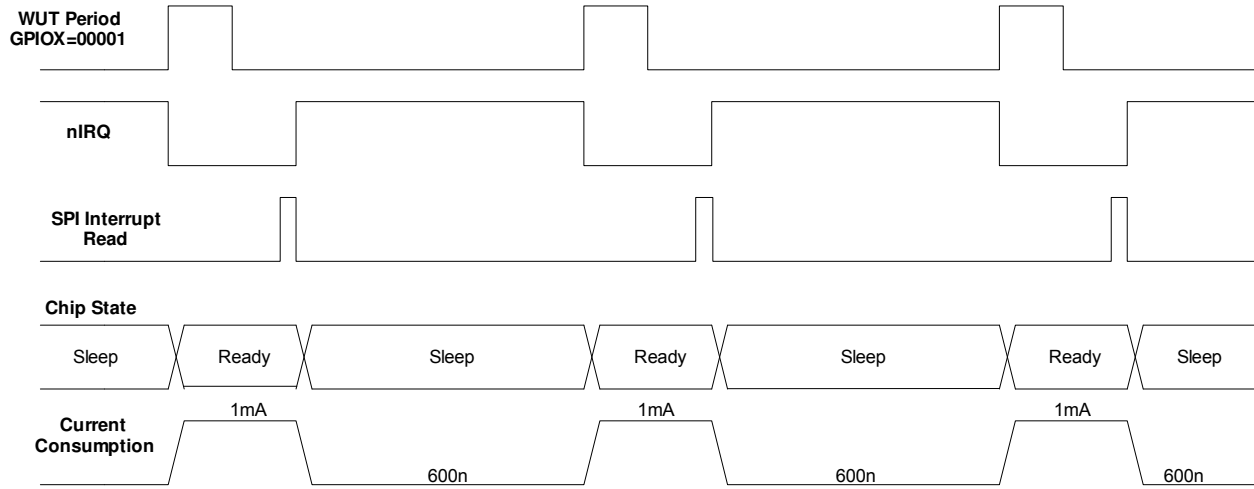 WUT Period
GPIOX=00001
nIRQ
SPI Interrupt
Read
Chip State
Sleep Ready Sleep Ready Sleep Ready Sleep
Current
Consumption
1mA 1mA 1mA
600n 600n 600n